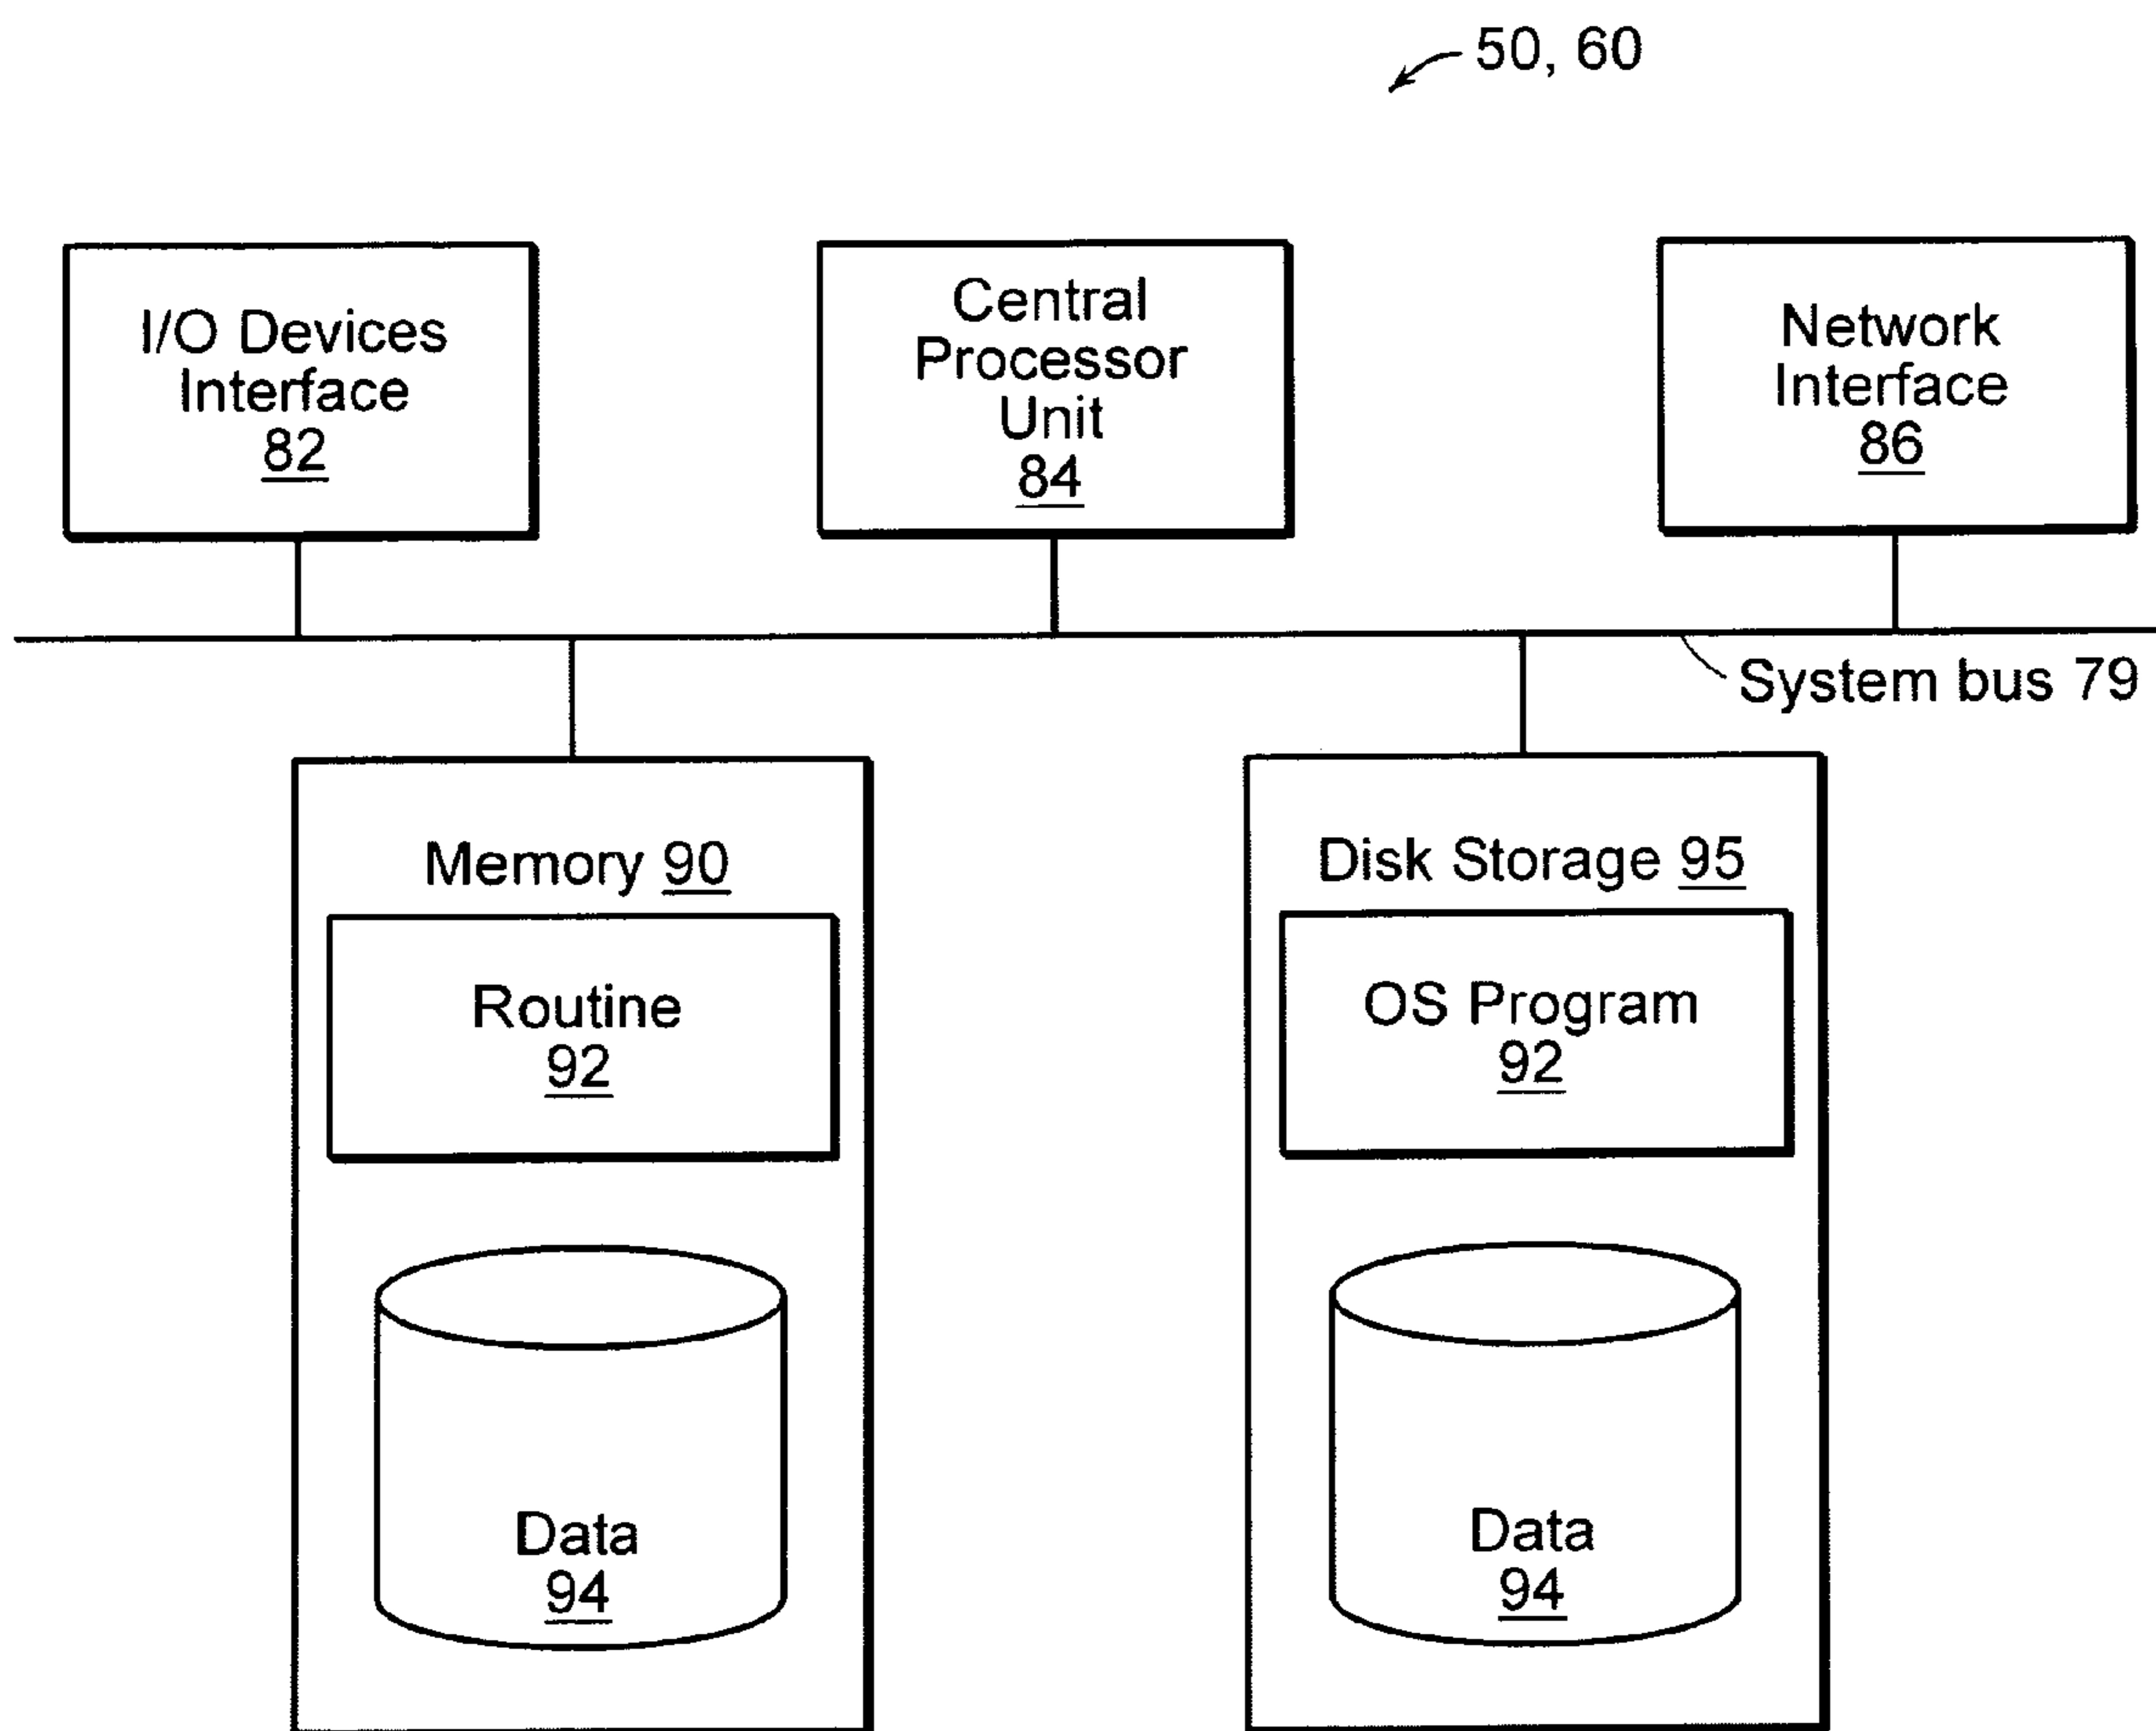 50, 60
I/O Devices
Interface
82
Central
Processor
Unit
84
Network
Interface
86
System bus 79
Memory 90
Routine
92
Data
94
Disk Storage 95
OS Program
92
Data
94